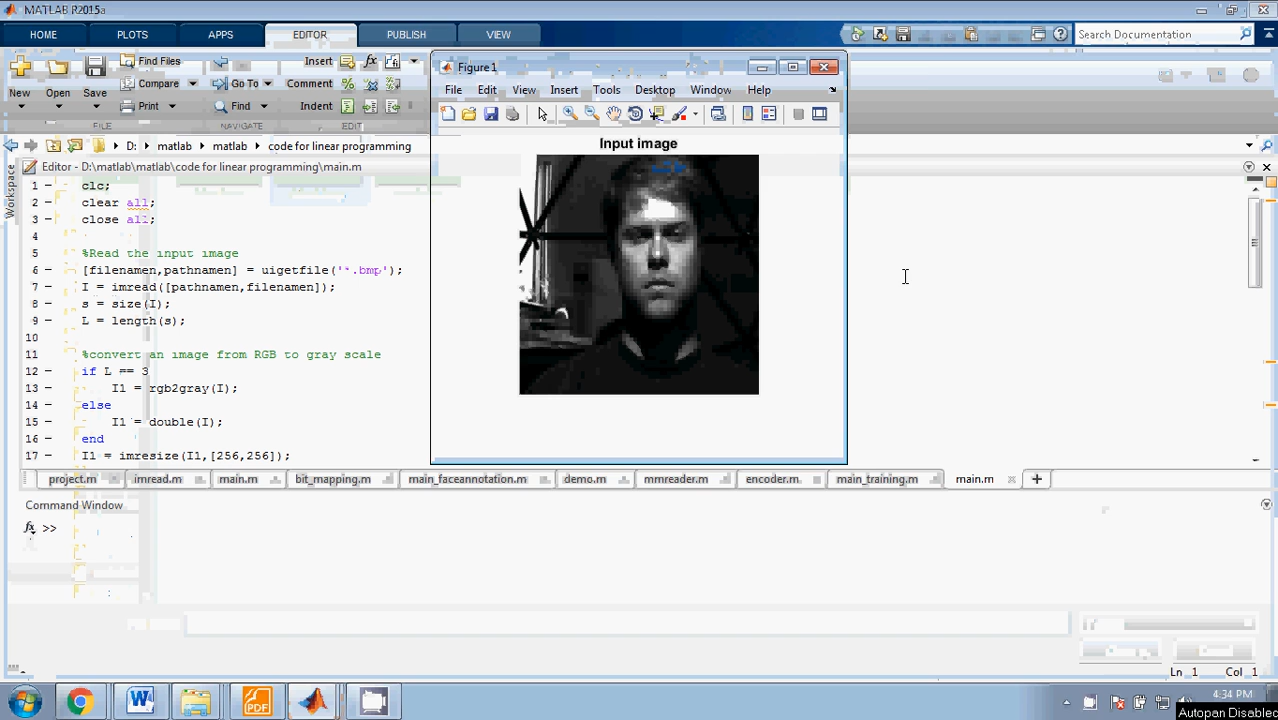 MATLAB R2015a
HOME PLOTS APPS EDITOR PUBLISH VIEW
Search Documentation
New Open Save
Find Files
Compare
Print
Go To
Find
Insert fx
Comment
Indent
FILE NAVIGATE EDIT
D: matlab matlab code for linear programming
Editor - D:\matlab\matlab\code for linear programming\main.m
Workspace
1 clc;
2 clear all;
3 close all;
4
5 %Read the input image
6 [filenamen,pathnamen] = uigetfile('*.bmp');
7 I = imread([pathnamen,filenamen]);
8 s = size(I);
9 L = length(s);
10
11 %convert an image from RGB to gray scale
12 if L == 3
13 I1 = rgb2gray(I);
14 else
15 I1 = double(I);
16 end
17 I1 = imresize(I1,[256,256]);
Figure1
File Edit View Insert Tools Desktop Window Help
Input image
project.m imread.m main.m bit_mapping.m main_faceannotation.m demo.m mmreader.m encoder.m main_training.m main.m
Command Window
fx >>
Ln 1 Col 1
W PDF
4:34 PM
Autopan Disabled